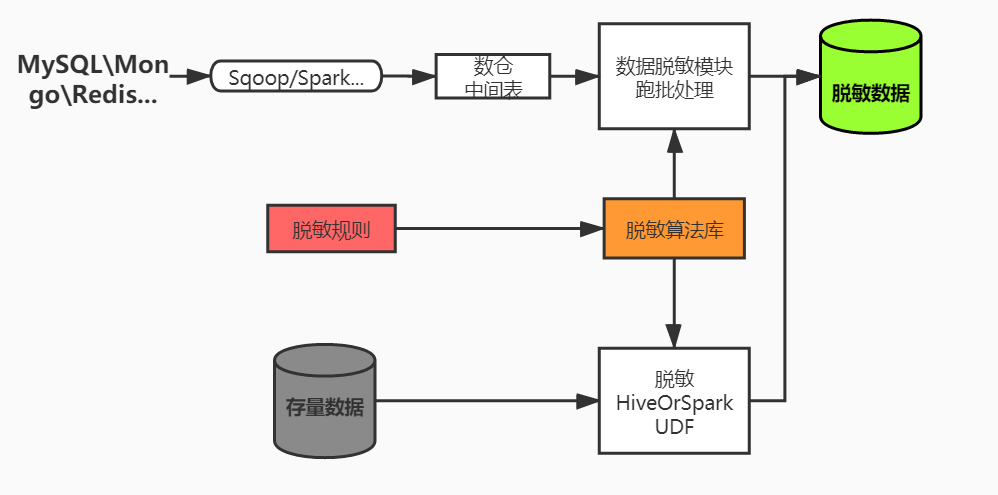 MySQL\Mon
go\Redis...
Sqoop/Spark...
数仓
中间表
数据脱敏模块
跑批处理
脱敏数据
脱敏规则
脱敏算法库
存量数据
脱敏
HiveOrSpark
UDF